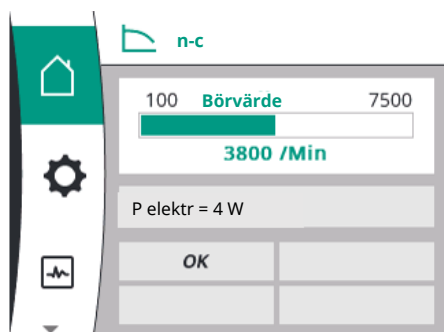 n-c
100 Börvärde 7500
3800 /Min
P elektr = 4 W
OK